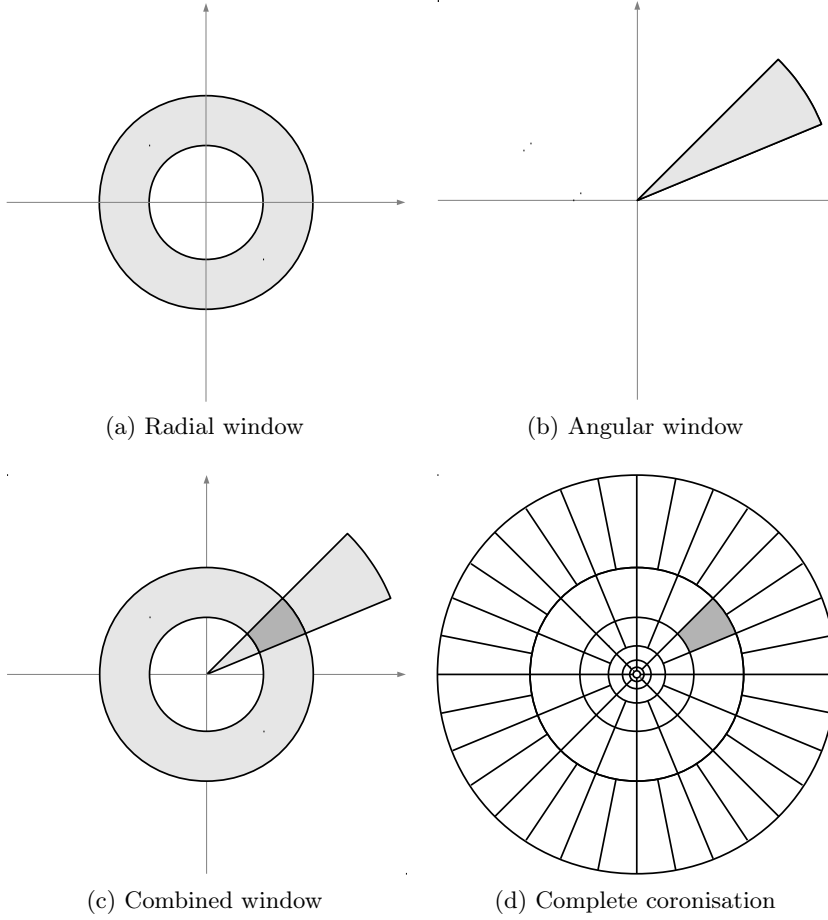 (a) Radial window
(b) Angular window
(c) Combined window
(d) Complete coronisation